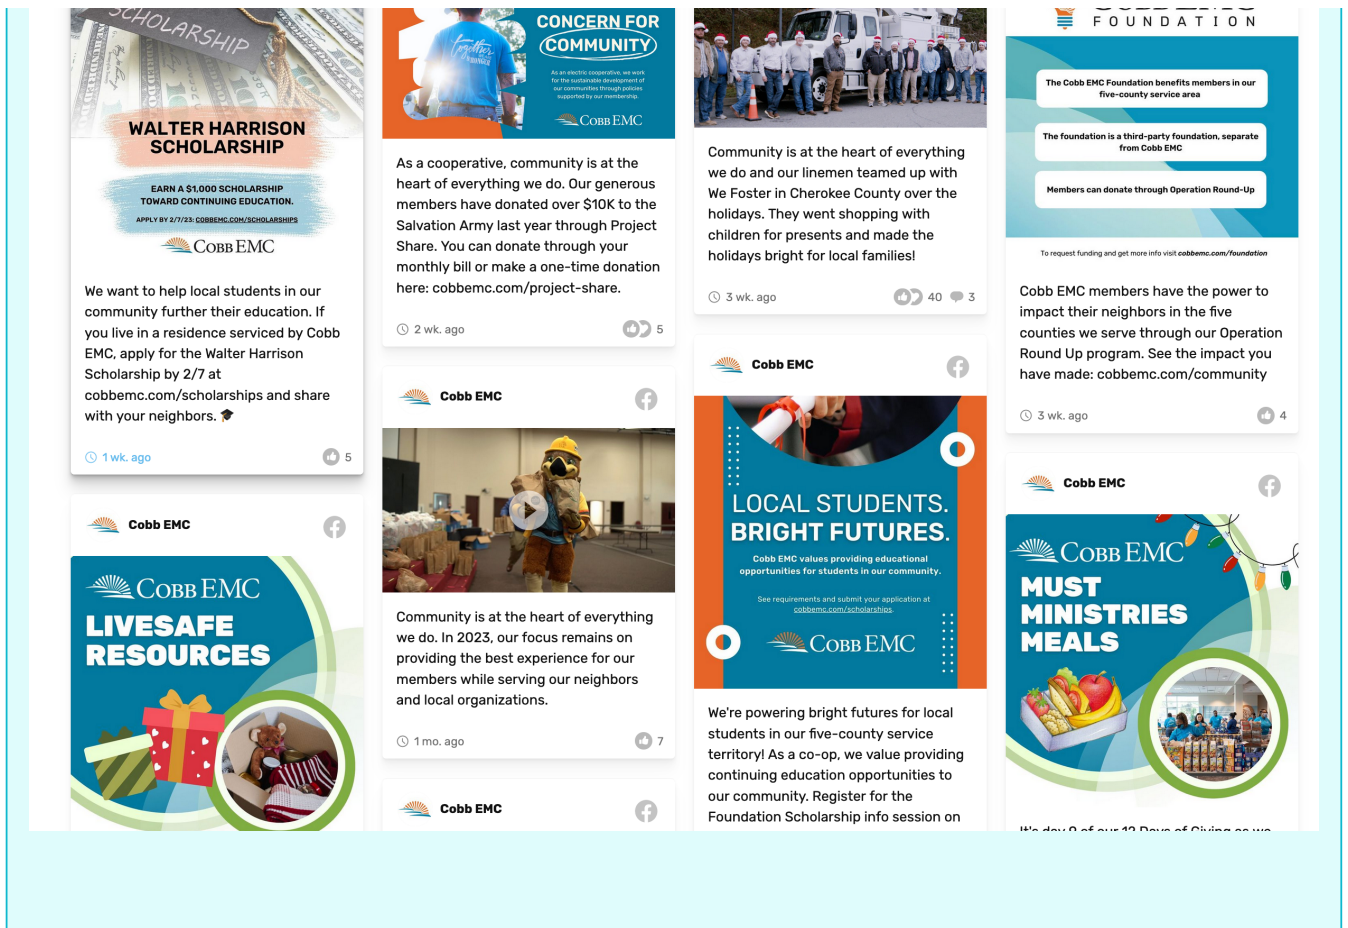 SCHOLARSHIP
WALTER HARRISON
SCHOLARSHIP
EARN A $1,000 SCHOLARSHIP
TOWARD CONTINUING EDUCATION.
APPLY BY 2/7/23: COBBEMC.COM/SCHOLARSHIPS
COBB EMC
We want to help local students in our
community further their education. If
you live in a residence serviced by Cobb
EMC, apply for the Walter Harrison
Scholarship by 2/7 at
cobbemc.com/scholarships and share
with your neighbors.
1 wk. ago 5
Cobb EMC
COBB EMC
LIVESAFE
RESOURCES
CONCERN FOR
COMMUNITY
Together
As an electric cooperative, we work
for the sustainable development of
our communities through policies
supported by our membership.
COBB EMC
As a cooperative, community is at the
heart of everything we do. Our generous
members have donated over $10K to the
Salvation Army last year through Project
Share. You can donate through your
monthly bill or make a one-time donation
here: cobbemc.com/project-share.
2 wk. ago 5
Cobb EMC
Community is at the heart of everything
we do. In 2023, our focus remains on
providing the best experience for our
members while serving our neighbors
and local organizations.
1 mo. ago 7
Cobb EMC
Community is at the heart of everything
we do and our linemen teamed up with
We Foster in Cherokee County over the
holidays. They went shopping with
children for presents and made the
holidays bright for local families!
3 wk. ago 40 3
Cobb EMC
LOCAL STUDENTS.
BRIGHT FUTURES.
Cobb EMC values providing educational
opportunities for students in our community.
See requirements and submit your application at
cobbemc.com/scholarships.
COBB EMC
We're powering bright futures for local
students in our five-county service
territory! As a co-op, we value providing
continuing education opportunities to
our community. Register for the
Foundation Scholarship info session on
COBB EMC
FOUNDATION
The Cobb EMC Foundation benefits members in our
five-county service area
The foundation is a third-party foundation, separate
from Cobb EMC
Members can donate through Operation Round-Up
To request funding and get more info visit cobbemc.com/foundation
Cobb EMC members have the power to
impact their neighbors in the five
counties we serve through our Operation
Round Up program. See the impact you
have made: cobbemc.com/community
3 wk. ago 4
Cobb EMC
COBB EMC
MUST
MINISTRIES
MEALS
It's day 9 of our 12 Days of Giving as we